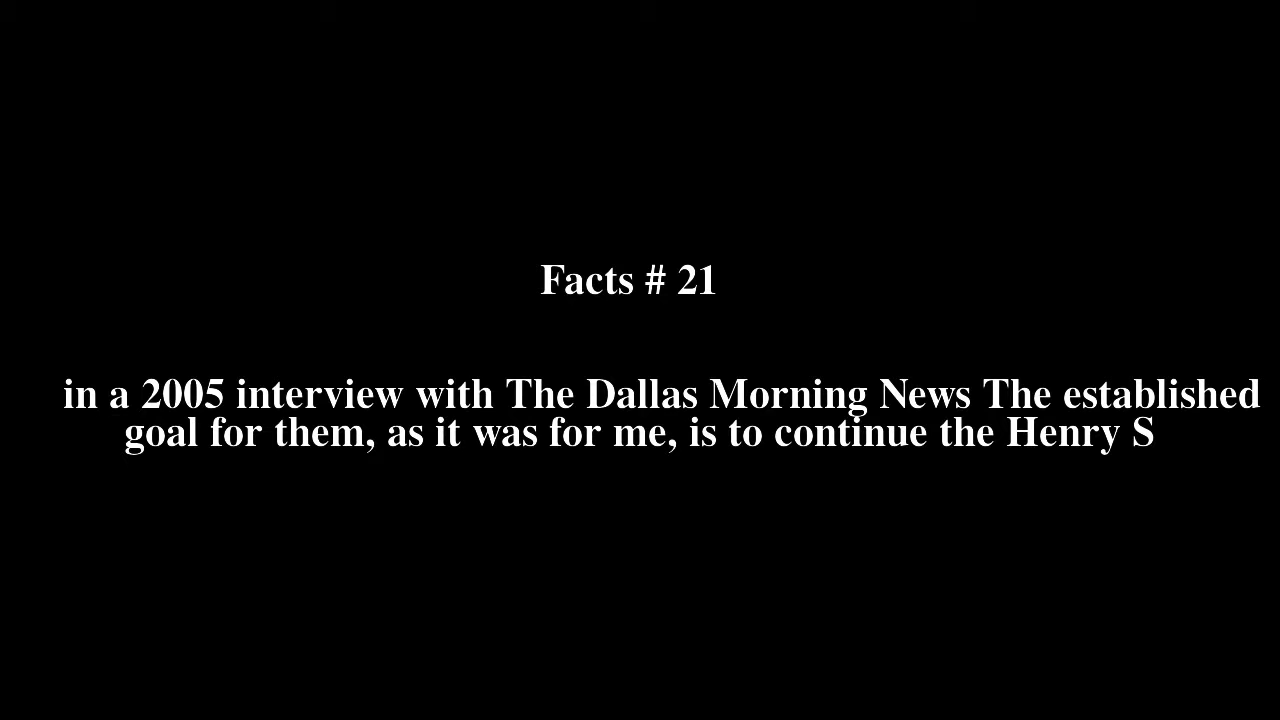 Facts # 21
in a 2005 interview with The Dallas Morning News The established
goal for them, as it was for me, is to continue the Henry S